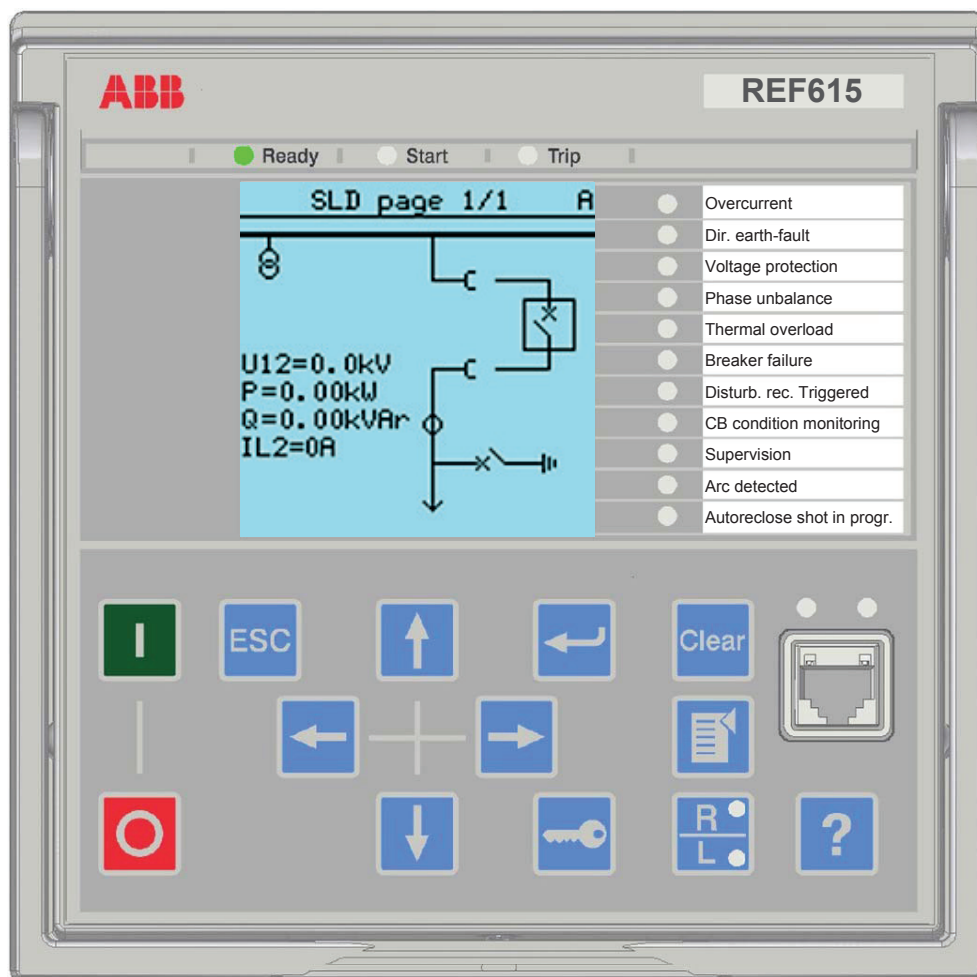 ABB
REF615
Ready
Start
Trip
SLD page 1/1 A
U12=0.0kV
P=0.00kW
Q=0.00kVAr
IL2=0A
Overcurrent
Dir. earth-fault
Voltage protection
Phase unbalance
Thermal overload
Breaker failure
Disturb. rec. Triggered
CB condition monitoring
Supervision
Arc detected
Autoreclose shot in progr.
I
ESC
Clear
O
R
L
?